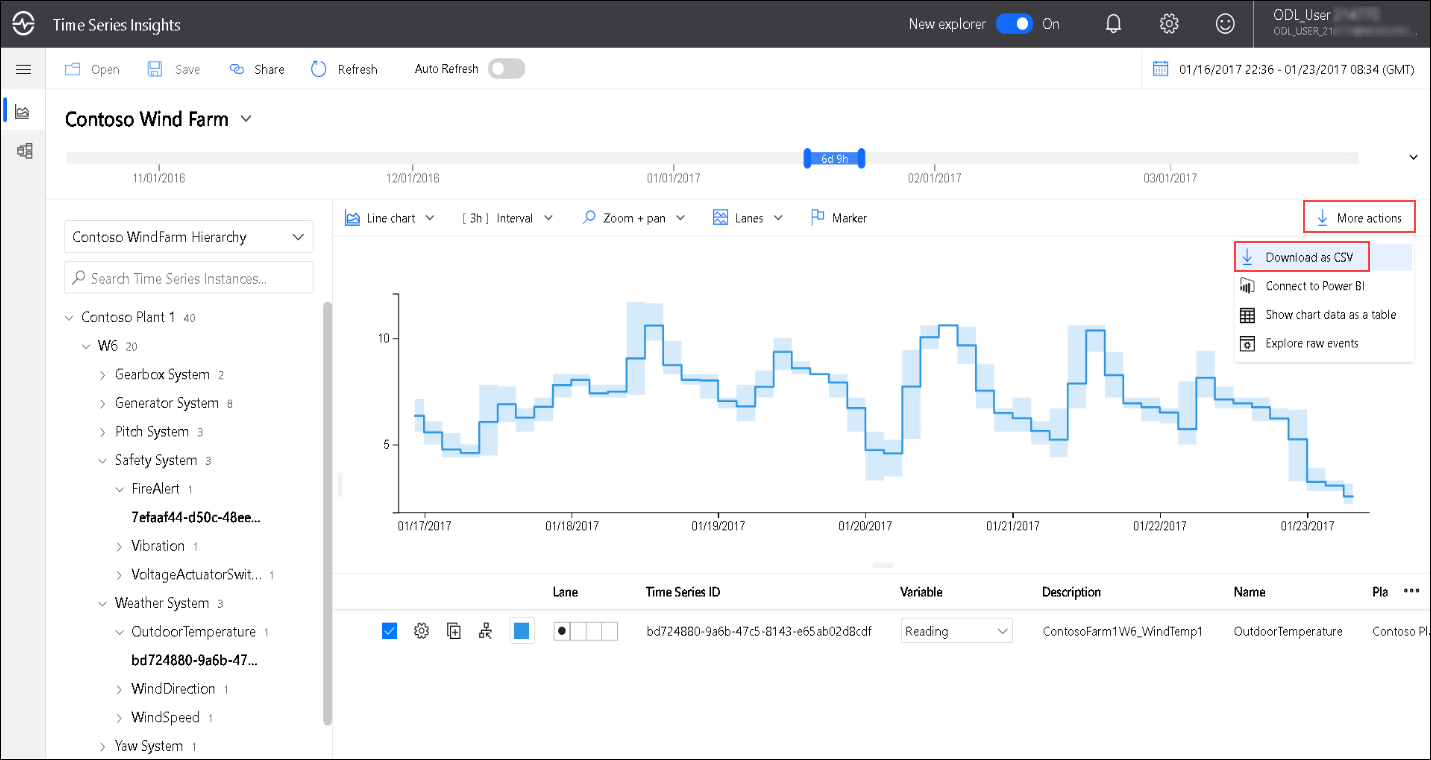 Time Series Insights
New explorer On
ODL_User
ODL_USER_21
Open Save Share Refresh Auto Refresh 01/16/2017 22:36 - 01/23/2017 08:34 (GMT)
Contoso Wind Farm
6d 9h
11/01/2016 12/01/2016 01/01/2017 02/01/2017 03/01/2017
Line chart [ 3h ] Interval Zoom + pan Lanes Marker More actions
Download as CSV
Connect to Power BI
Show chart data as a table
Explore raw events
Contoso WindFarm Hierarchy
Search Time Series Instances...
Contoso Plant 1 40
W6 20
Gearbox System 2
Generator System 8
Pitch System 3
Safety System 3
FireAlert 1
7efaaf44-d50c-48ee...
Vibration 1
VoltageActuatorSwit... 1
Weather System 3
OutdoorTemperature 1
bd724880-9a6b-47...
WindDirection 1
WindSpeed 1
Yaw System 1
10
5
01/17/2017 01/18/2017 01/19/2017 01/20/2017 01/21/2017 01/22/2017 01/23/2017
Lane Time Series ID Variable Description Name Pla ...
bd724880-9a6b-47c5-8143-e65ab02d8cdf Reading ContosoFarm1W6_WindTemp1 OutdoorTemperature Contoso Pl